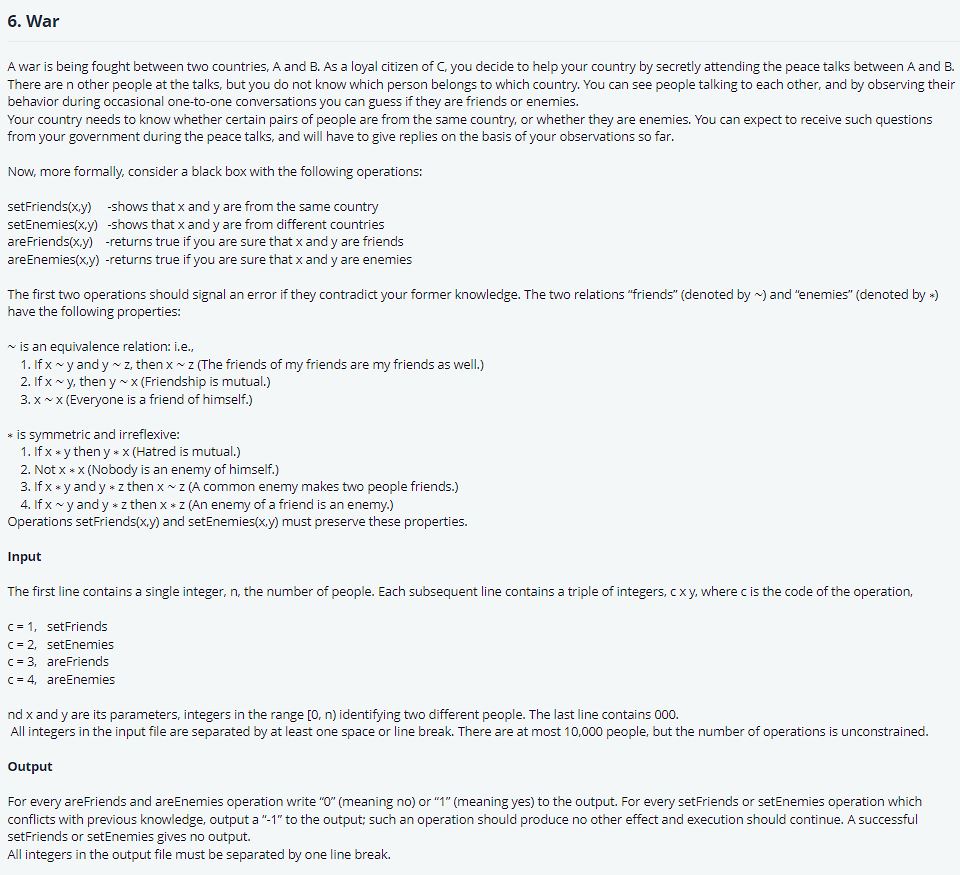 6. War
A war is being fought between two countries, A and B. As a loyal citizen of C, you decide to help your country by secretly attending the peace talks between A and B.
There are n other people at the talks, but you do not know which person belongs to which country. You can see people talking to each other, and by observing their
behavior during occasional one-to-one conversations you can guess if they are friends or enemies.
Your country needs to know whether certain pairs of people are from the same country, or whether they are enemies. You can expect to receive such questions
from your government during the peace talks, and will have to give replies on the basis of your observations so far.
Now, more formally, consider a black box with the following operations:
setFriends(x,y) -shows that x and y are from the same country
setEnemies(x,y) -shows that x and y are from different countries
areFriends(x,y) -returns true if you are sure that x and y are friends
areEnemies(x,y) -returns true if you are sure that x and y are enemies
The first two operations should signal an error if they contradict your former knowledge. The two relations “friends” (denoted by ~) and “enemies” (denoted by *)
have the following properties:
~ is an equivalence relation: i.e.,
1. If x ~ y and y ~ z, then x ~ z (The friends of my friends are my friends as well.)
2. If x ~ y, then y ~ x (Friendship is mutual.)
3. x ~ x (Everyone is a friend of himself.)
* is symmetric and irreflexive:
1. If x * y then y * x (Hatred is mutual.)
2. Not x * x (Nobody is an enemy of himself.)
3. If x * y and y * z then x ~ z (A common enemy makes two people friends.)
4. If x ~ y and y * z then x * z (An enemy of a friend is an enemy.)
Operations setFriends(x,y) and setEnemies(x,y) must preserve these properties.
Input
The first line contains a single integer, n, the number of people. Each subsequent line contains a triple of integers, c x y, where c is the code of the operation,
c = 1, setFriends
c = 2, setEnemies
c = 3, areFriends
c = 4, areEnemies
nd x and y are its parameters, integers in the range [0, n) identifying two different people. The last line contains 000.
All integers in the input file are separated by at least one space or line break. There are at most 10,000 people, but the number of operations is unconstrained.
Output
For every areFriends and areEnemies operation write “0” (meaning no) or “1” (meaning yes) to the output. For every setFriends or setEnemies operation which
conflicts with previous knowledge, output a “-1” to the output; such an operation should produce no other effect and execution should continue. A successful
setFriends or setEnemies gives no output.
All integers in the output file must be separated by one line break.